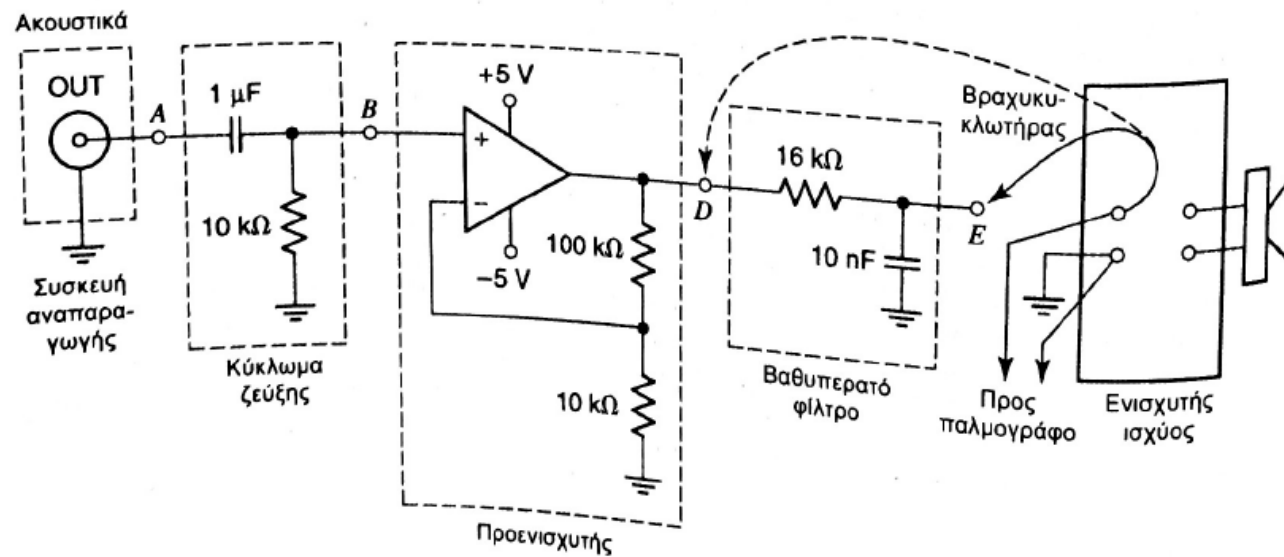 Ακουστικά
OUT
A
1 μF
B
10 kΩ
Συσκευή
αναπαρα-
γωγής
Κύκλωμα
ζεύξης
+5 V
+
−
−5 V
100 kΩ
10 kΩ
Προενισχυτής
D
16 kΩ
10 nF
E
Βαθυπερατό
φίλτρο
Βραχυκυ-
κλωτήρας
Προς
παλμογράφο
Ενισχυτής
ισχύος